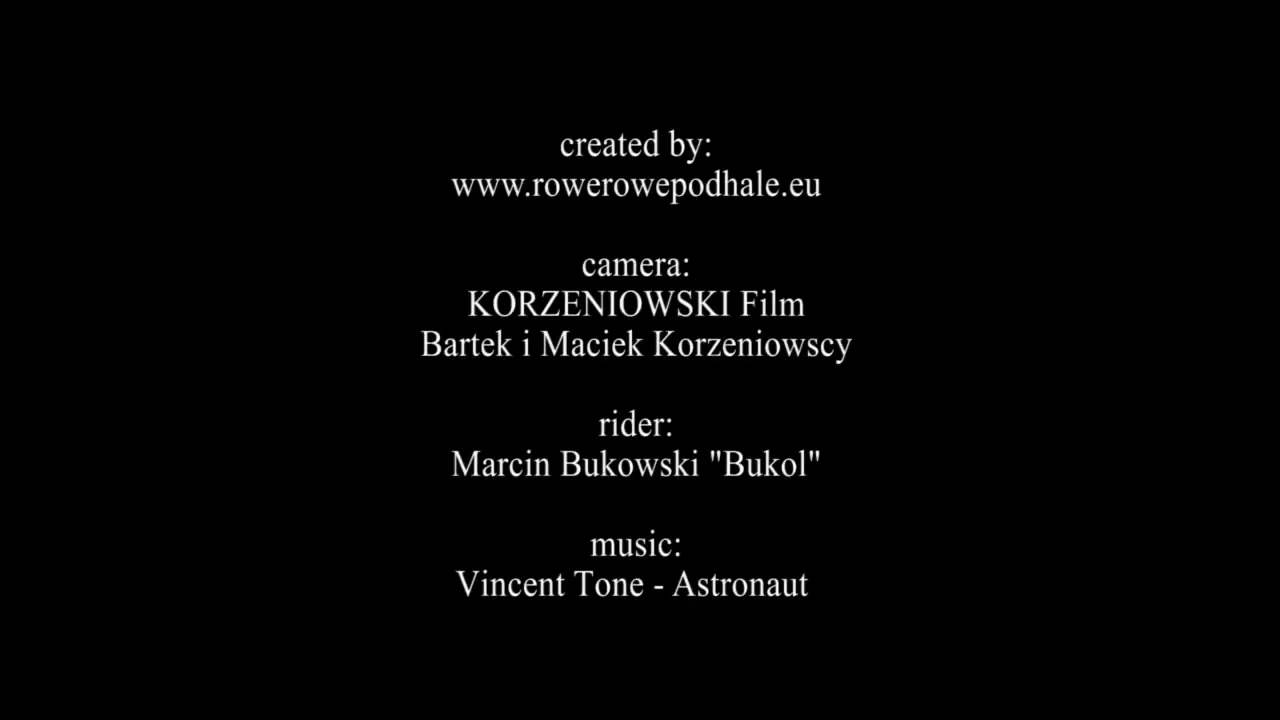 created by:
www.rowerowepodhale.eu
camera:
KORZENIOWSKI Film
Bartek i Maciek Korzeniowscy
rider:
Marcin Bukowski "Bukol"
music:
Vincent Tone - Astronaut